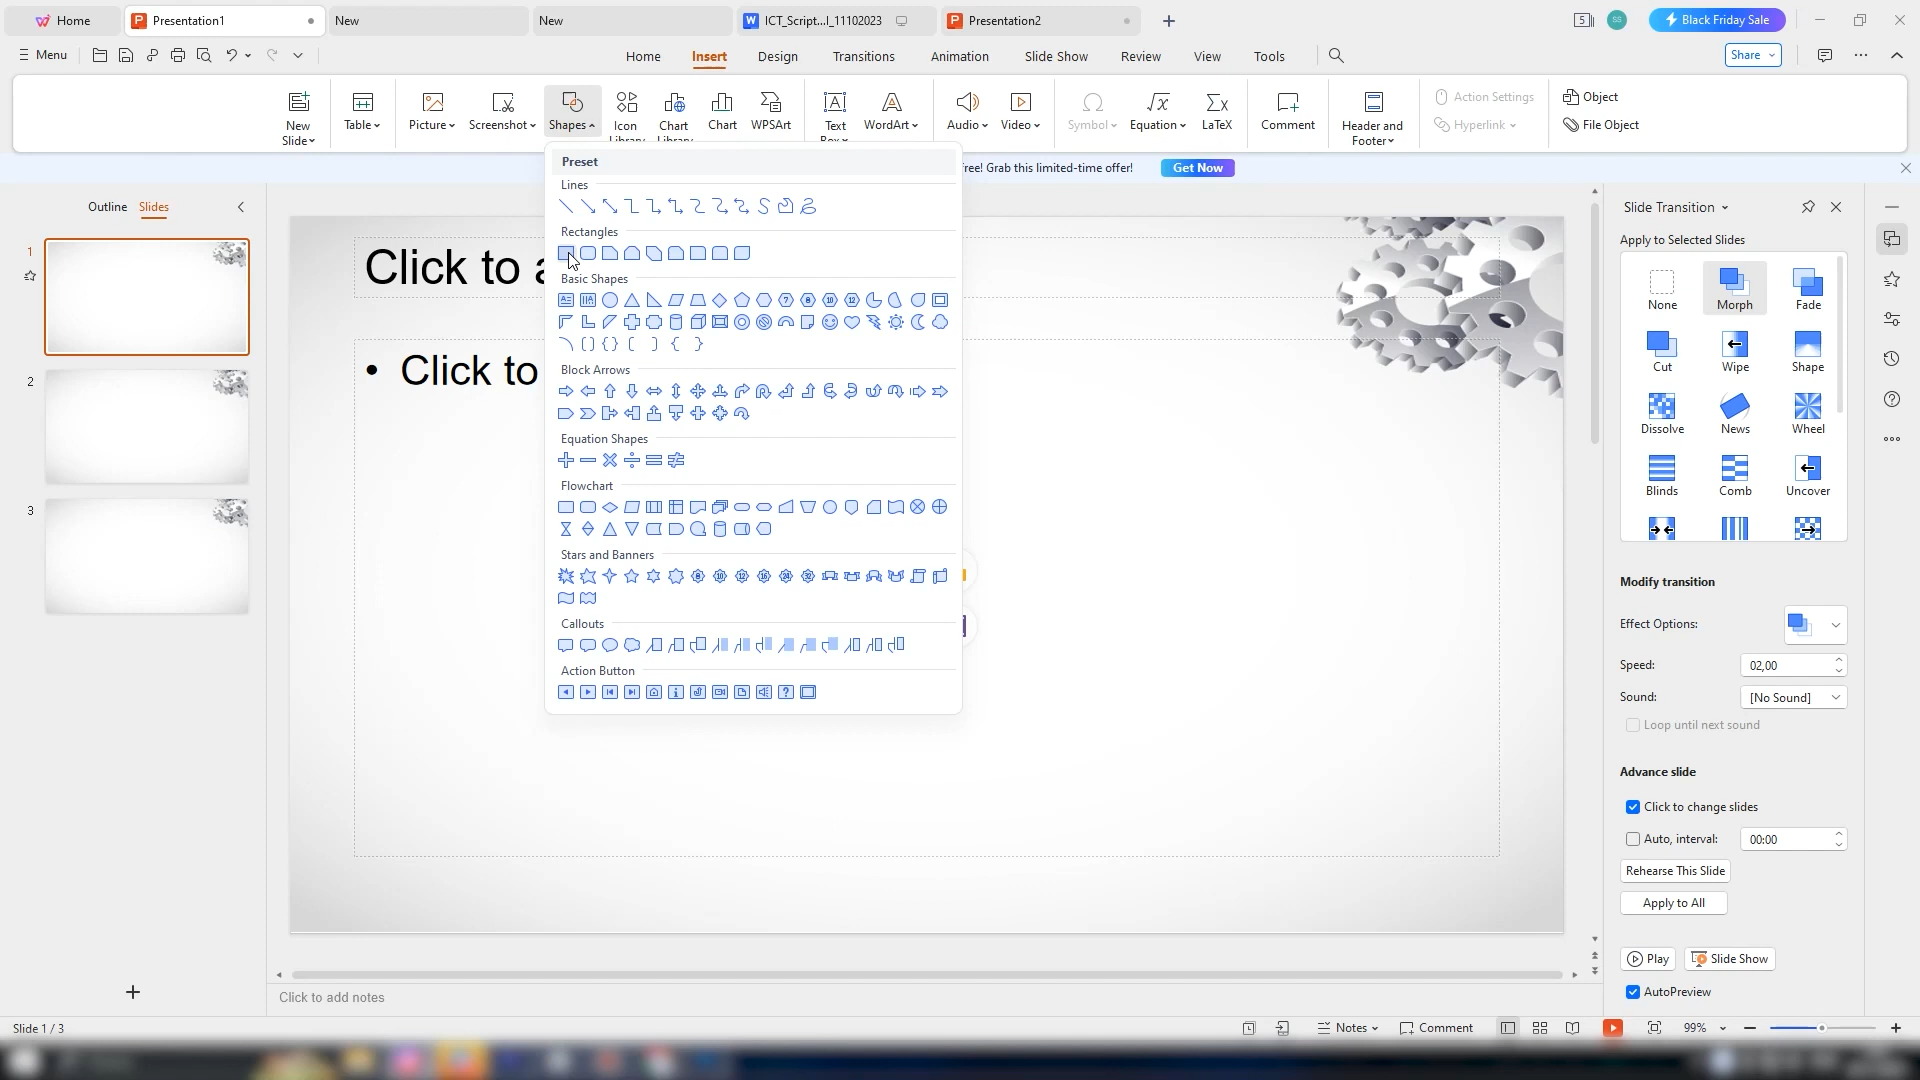 Home
Presentation1
New
New
ICT_Script...l_11102023
Presentation2
5
SS
Black Friday Sale
Menu
Home
Insert
Design
Transitions
Animation
Slide Show
Review
View
Tools
Share
New
Slide
Table
Picture
Screenshot
Shapes
Icon
Library
Chart
Library
Chart
WPSArt
Text
Box
WordArt
Audio
Video
Symbol
Equation
LaTeX
Comment
Header and
Footer
Action Settings
Hyperlink
Object
File Object
ree! Grab this limited-time offer!
Get Now
Outline
Slides
1
2
3
Preset
Lines
Rectangles
Basic Shapes
Block Arrows
Equation Shapes
Flowchart
Stars and Banners
Callouts
Action Button
Click to a
• Click to
Slide Transition
Apply to Selected Slides
None
Morph
Fade
Cut
Wipe
Shape
Dissolve
News
Wheel
Blinds
Comb
Uncover
Modify transition
Effect Options:
Speed:
02,00
Sound:
[No Sound]
Loop until next sound
Advance slide
Click to change slides
Auto, interval:
00:00
Rehearse This Slide
Apply to All
Play
Slide Show
AutoPreview
Click to add notes
Slide 1 / 3
Notes
Comment
99%